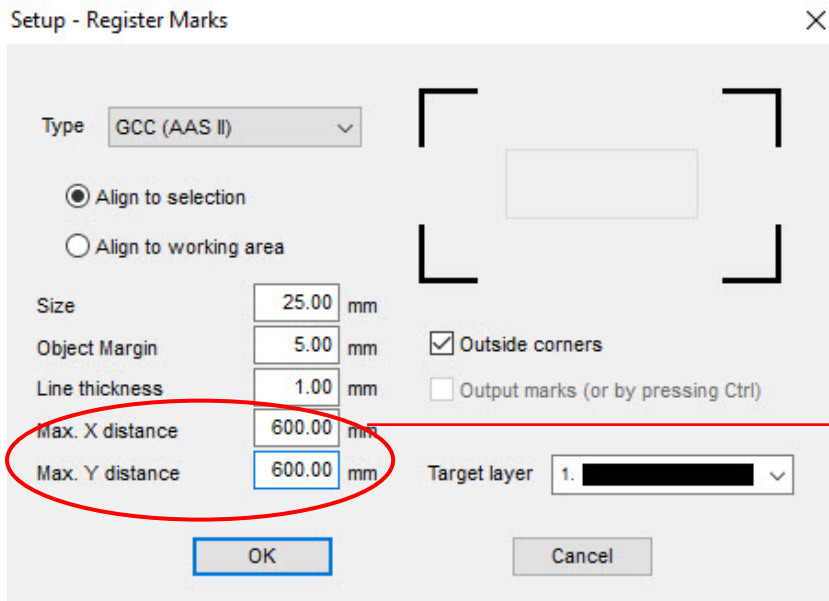 Setup - Register Marks
Type GCC (AAS II)
Align to selection
Align to working area
Size 25.00 mm
Object Margin 5.00 mm
Outside corners
Line thickness 1.00 mm
Output marks (or by pressing Ctrl)
Max. X distance 600.00 mm
Max. Y distance 600.00 mm
Target layer 1.
OK Cancel